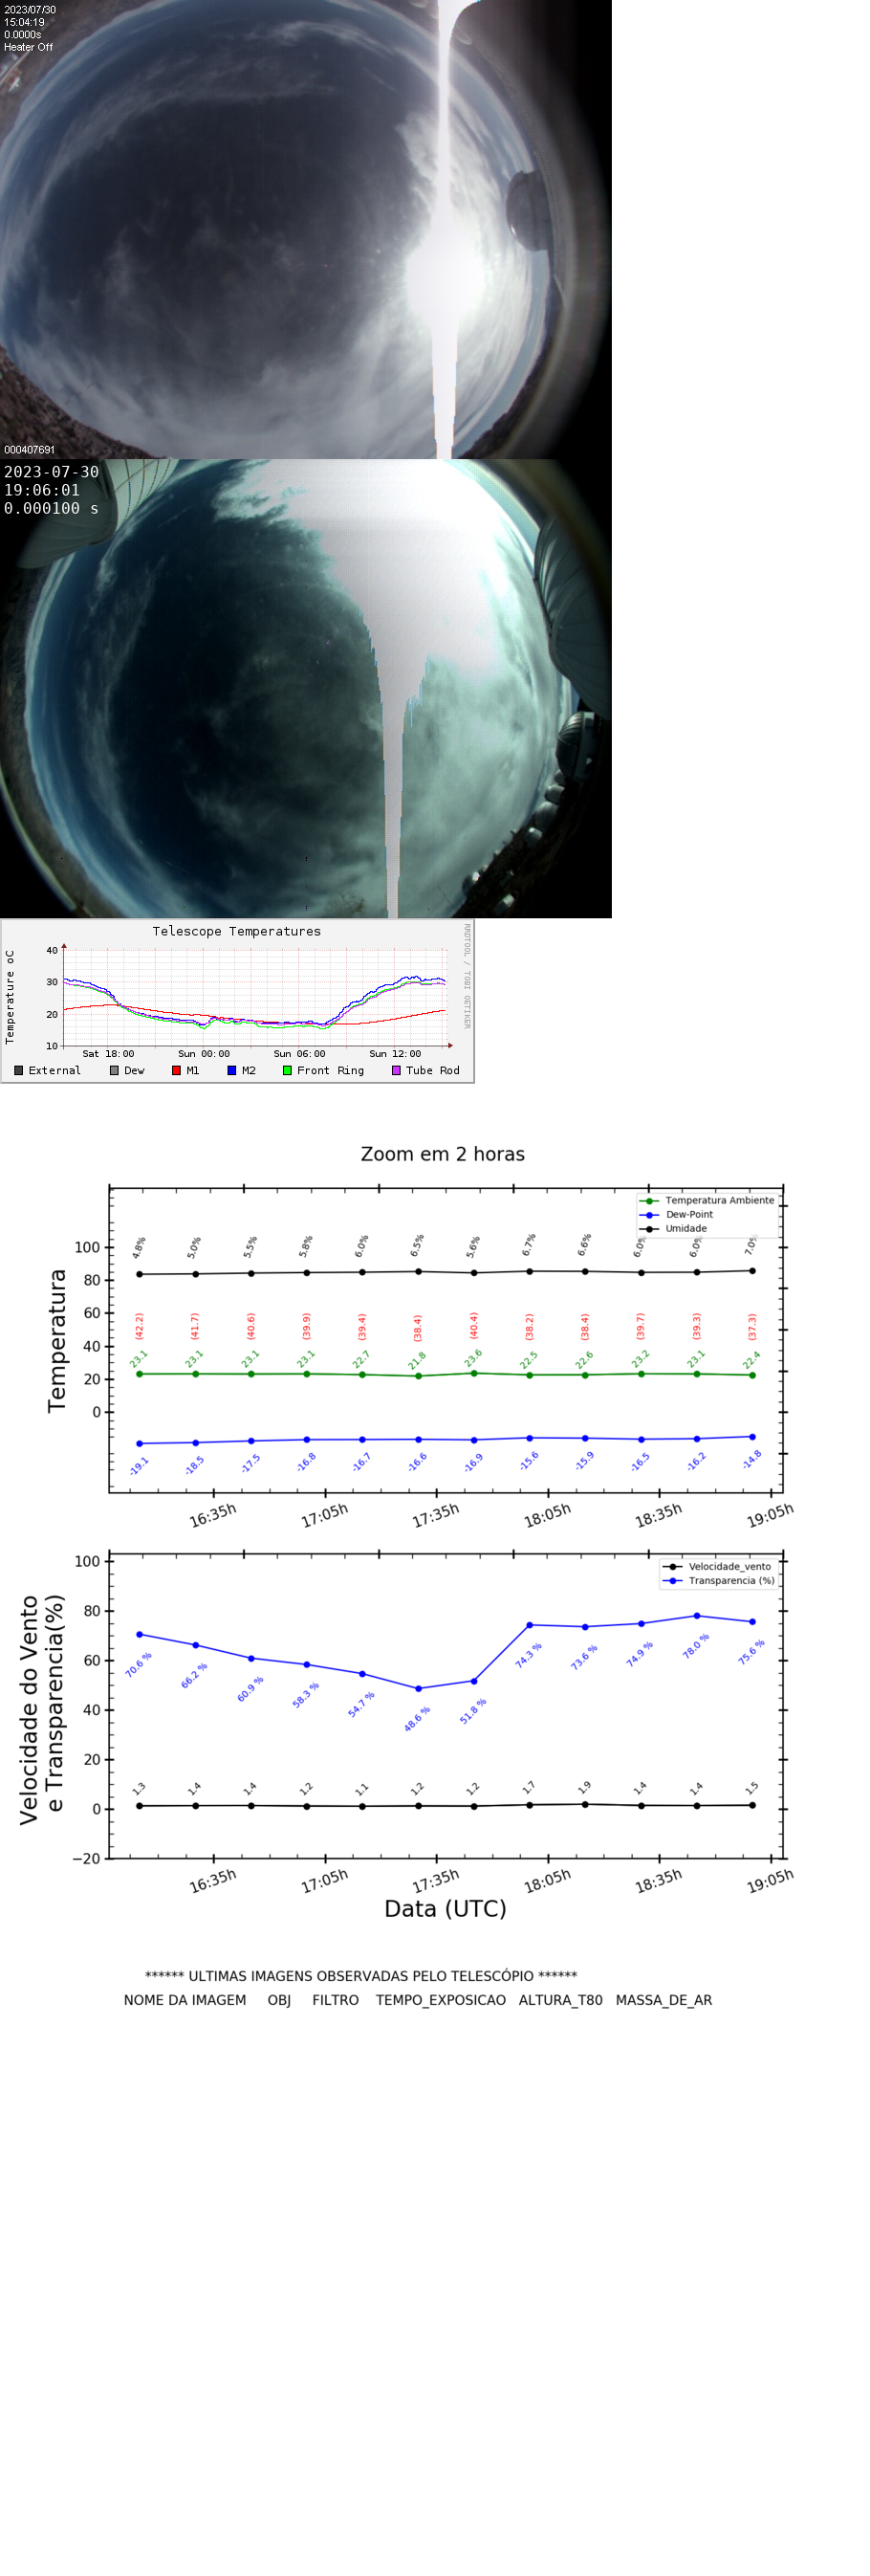 2023/07/30
15:04:19
0.0000s
Heater Off
000407691
2023-07-30
19:06:01
0.000100 s
Telescope Temperatures
RRDTOOL / TOBI OETIKER
Temperature oC
40
30
20
10
Sat 18:00 Sun 00:00 Sun 06:00 Sun 12:00
External Dew M1 M2 Front Ring Tube Rod
Zoom em 2 horas
Temperatura Ambiente
Dew-Point
Umidade
Temperatura
100
80
60
40
20
0
4.8% 5.0% 5.5% 5.8% 6.0% 6.5% 5.6% 6.7% 6.6% 6.0% 6.0% 7.0%
(42.2) (41.7) (40.6) (39.9) (39.4) (38.4) (40.4) (38.2) (38.4) (39.7) (39.3) (37.3)
23.1 23.1 23.1 23.1 22.7 21.8 23.6 22.5 22.6 23.2 23.1 22.4
-19.1 -18.5 -17.5 -16.8 -16.7 -16.6 -16.9 -15.6 -15.9 -16.5 -16.2 -14.8
16:35h 17:05h 17:35h 18:05h 18:35h 19:05h
Velocidade_vento
Transparencia (%)
Velocidade do Vento
e Transparencia(%)
100
80
60
40
20
0
−20
70.6 % 66.2 % 60.9 % 58.3 % 54.7 % 48.6 % 51.8 % 74.3 % 73.6 % 74.9 % 78.0 % 75.6 %
1.3 1.4 1.4 1.2 1.1 1.2 1.2 1.7 1.9 1.4 1.4 1.5
16:35h 17:05h 17:35h 18:05h 18:35h 19:05h
Data (UTC)
****** ULTIMAS IMAGENS OBSERVADAS PELO TELESCÓPIO ******
NOME DA IMAGEM OBJ FILTRO TEMPO_EXPOSICAO ALTURA_T80 MASSA_DE_AR